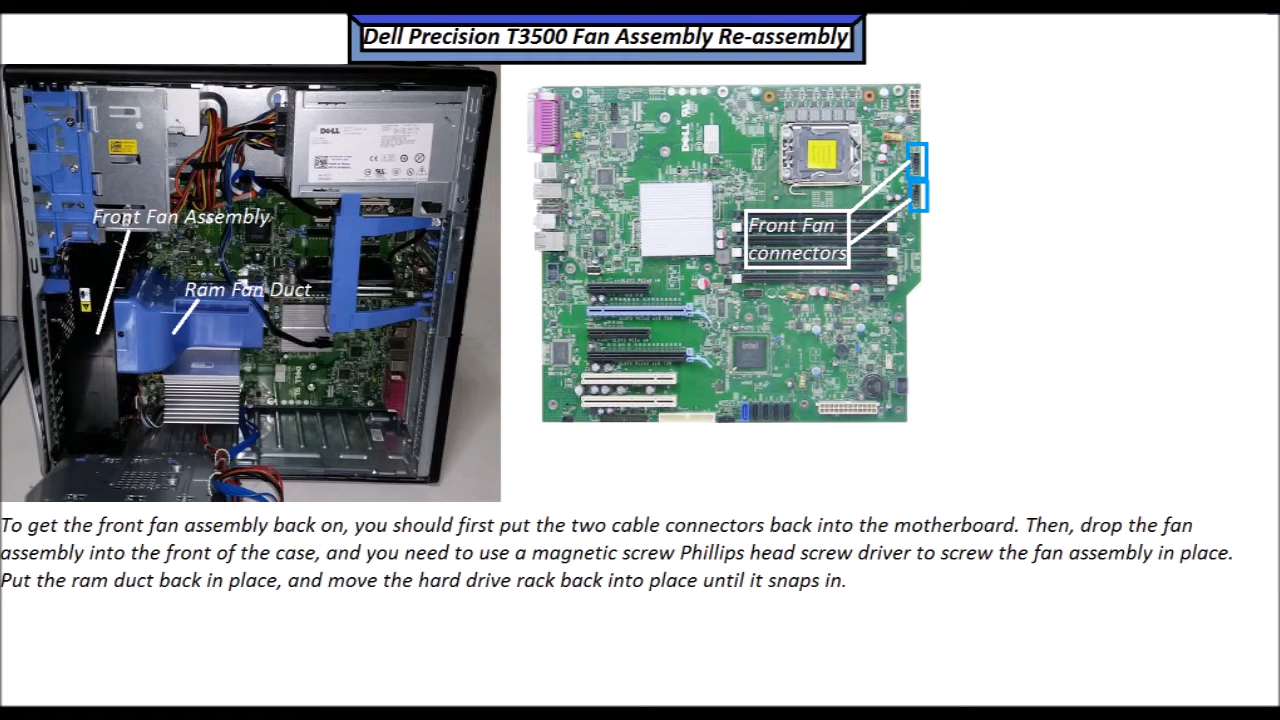 Dell Precision T3500 Fan Assembly Re-assembly
Front Fan Assembly
Ram Fan Duct
DELL
DELL
Front Fan
connectors
intel
DELL
To get the front fan assembly back on, you should first put the two cable connectors back into the motherboard. Then, drop the fan
assembly into the front of the case, and you need to use a magnetic screw Phillips head screw driver to screw the fan assembly in place.
Put the ram duct back in place, and move the hard drive rack back into place until it snaps in.